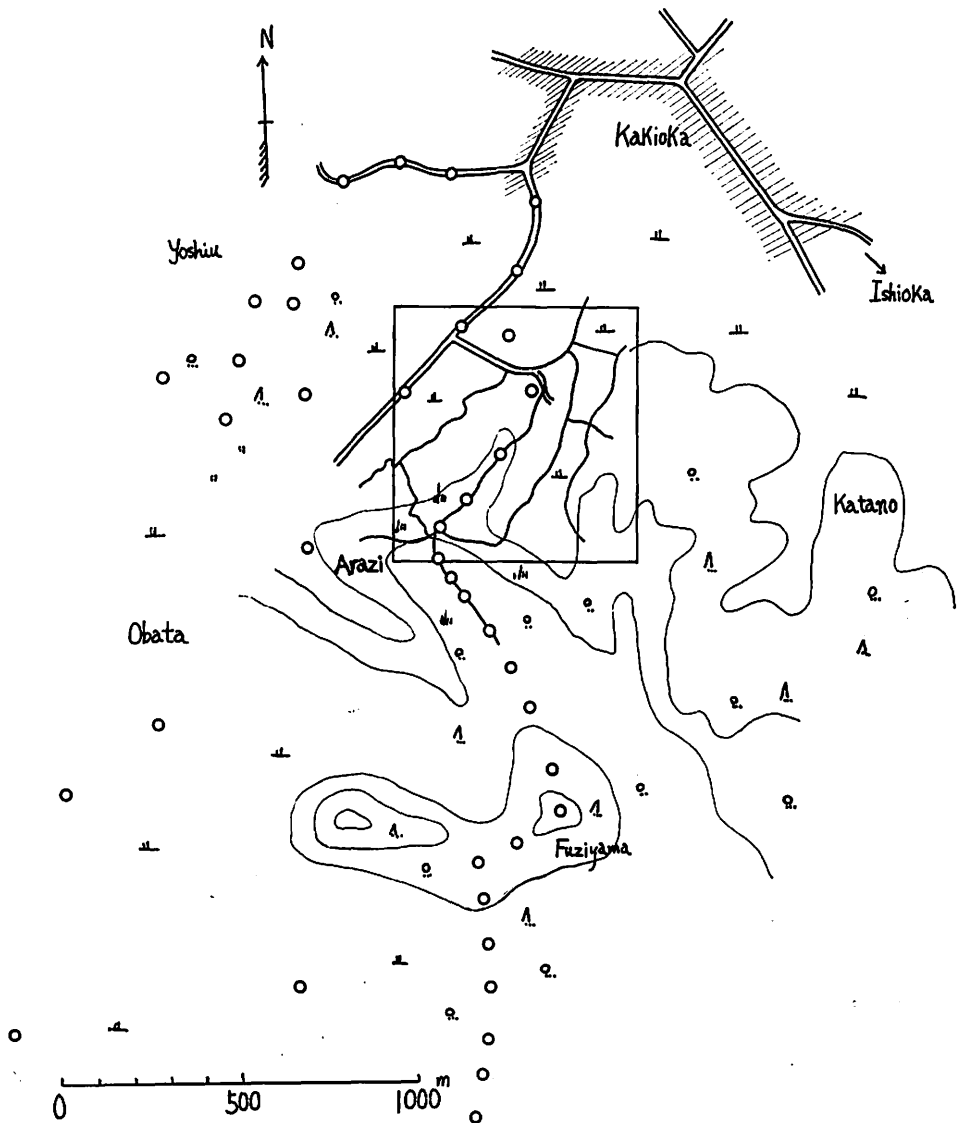 N
Kakioka
Yoshiu
Ishioka
Katano
Arazi
Obata
Fuziyama
0 500 1000 m